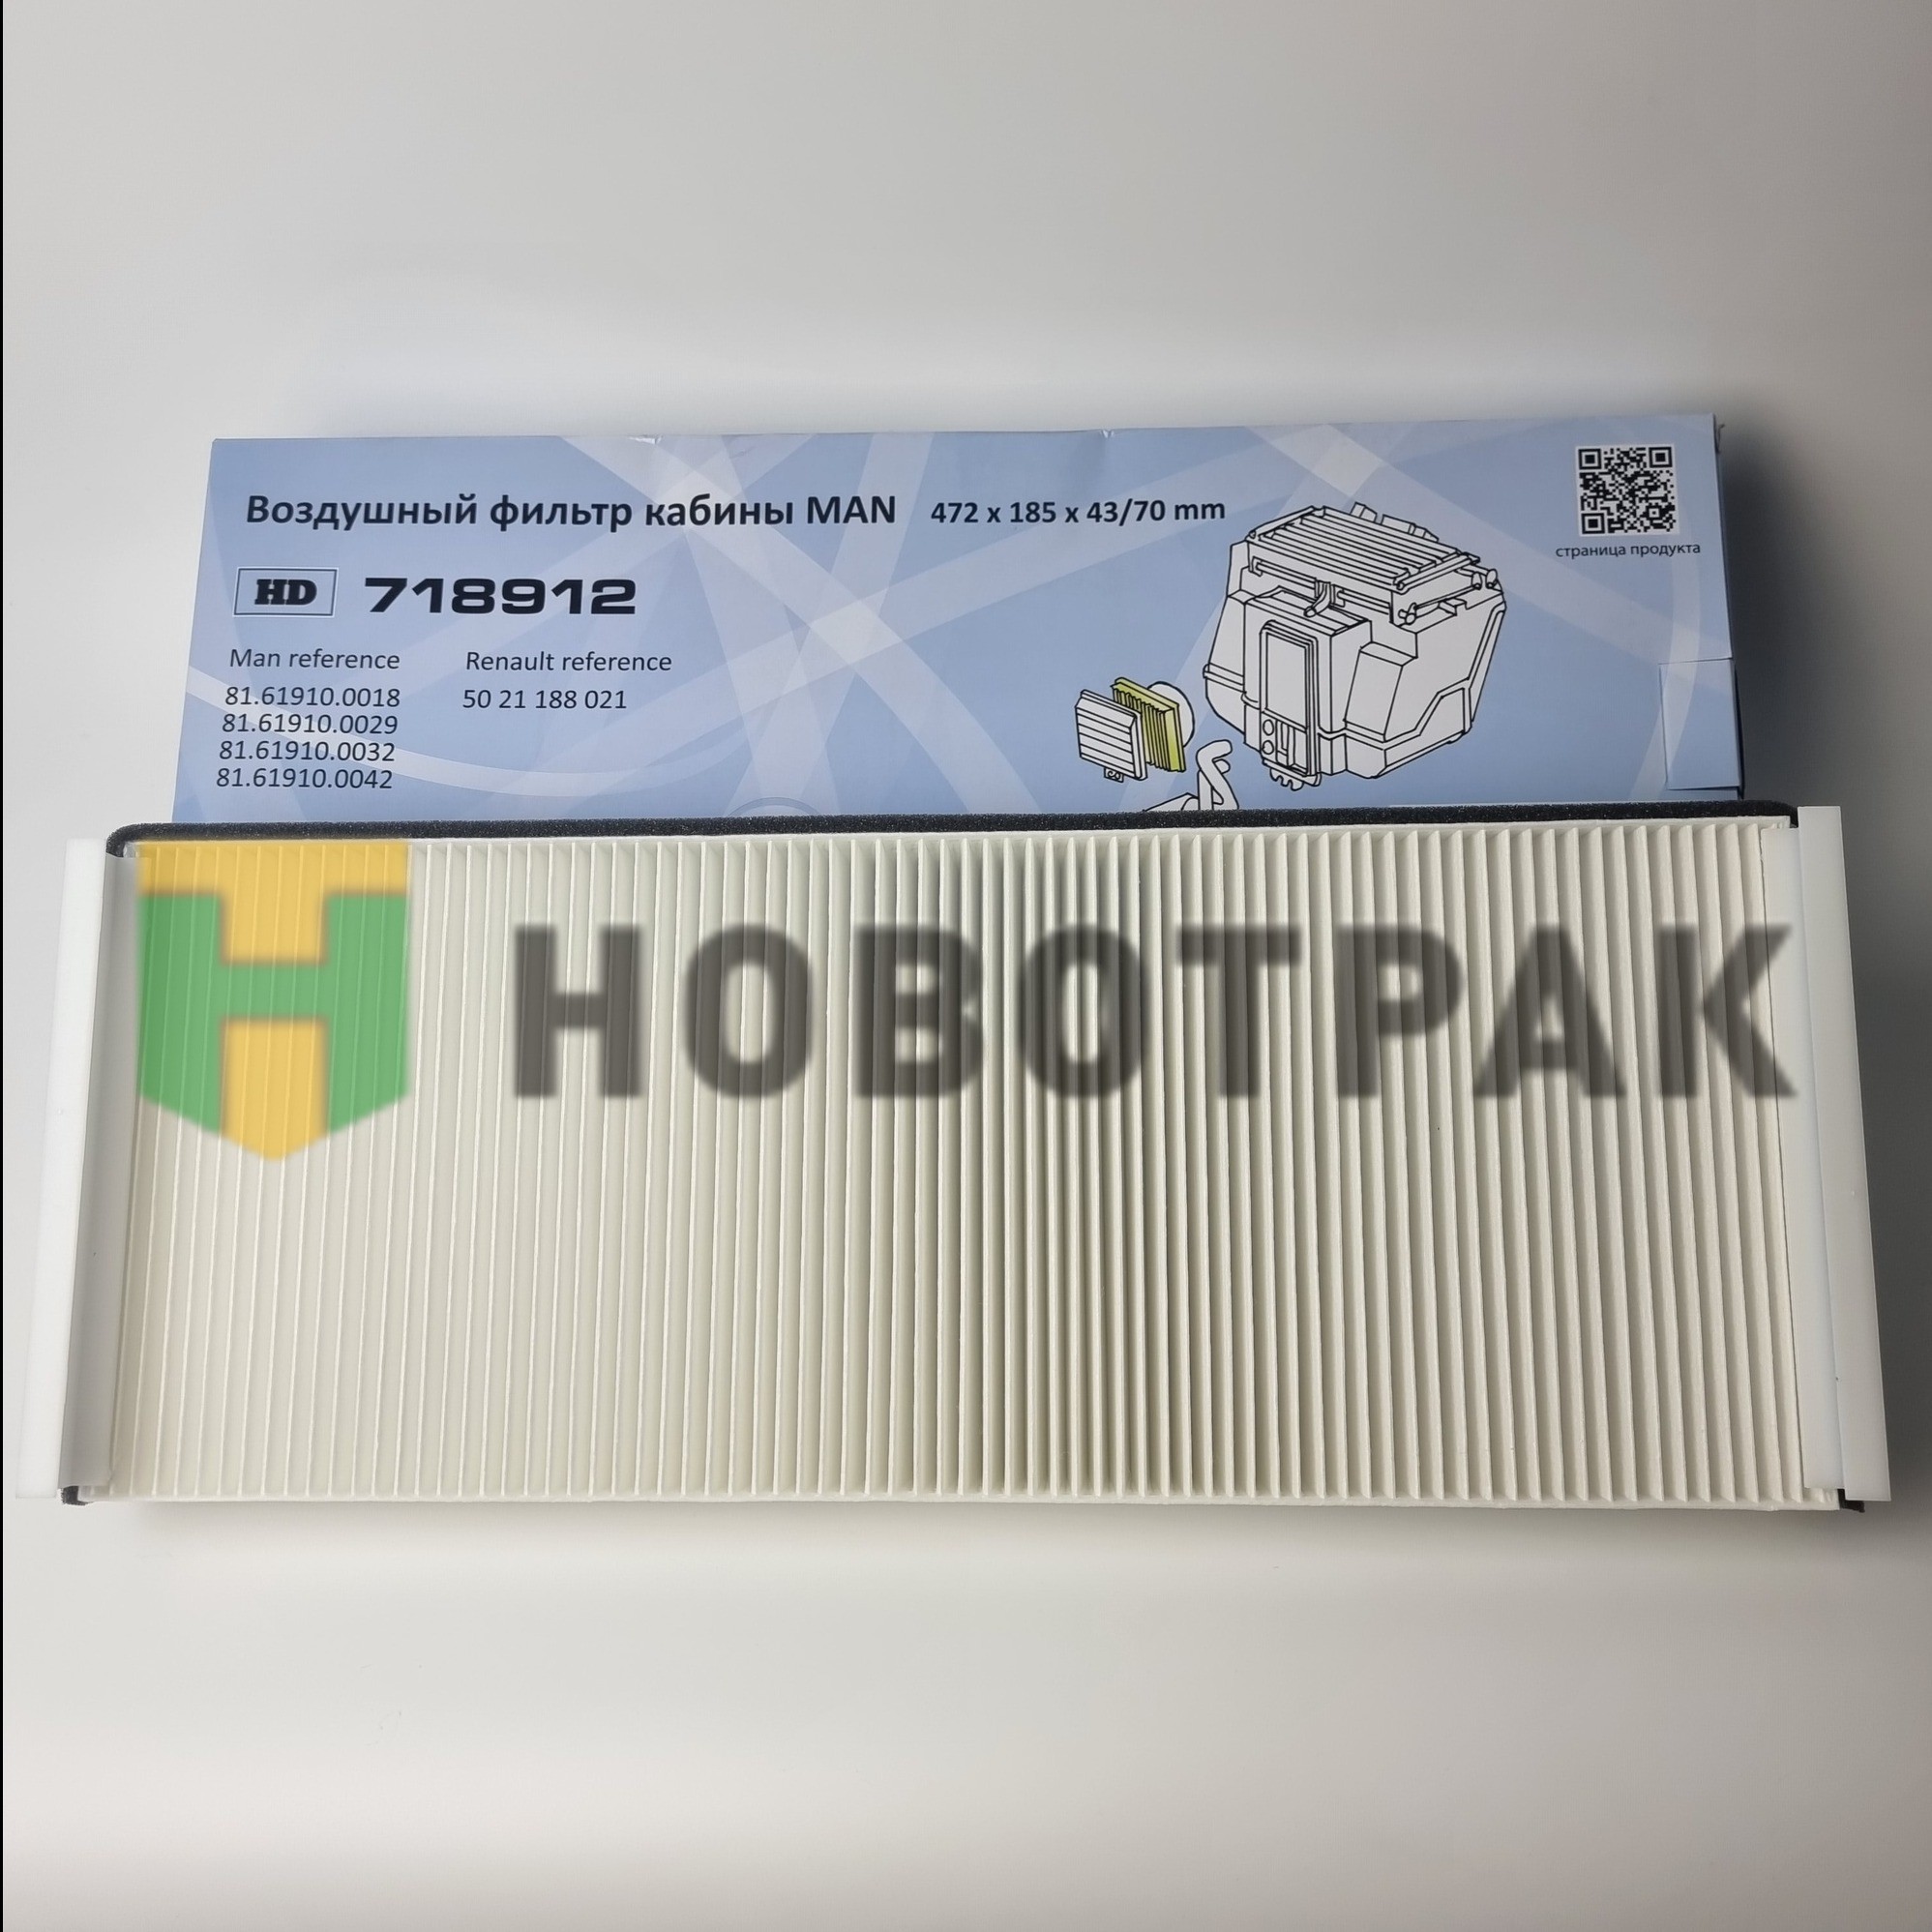 Воздушный фильтр кабины MAN 472 x 185 x 43/70 mm
страница продукта
HD 718912
Man reference Renault reference
81.61910.0018 50 21 188 021
81.61910.0029
81.61910.0032
81.61910.0042
НОВОТРАК